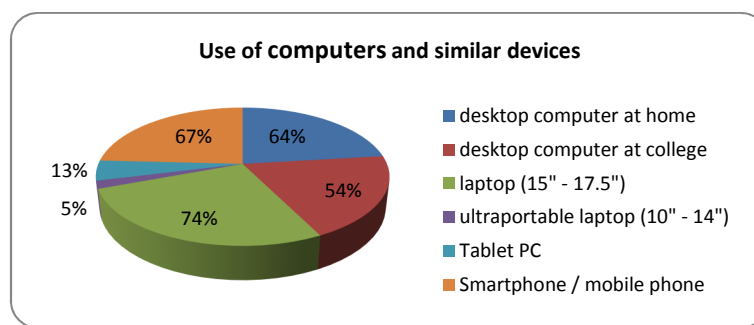 Use of computers and similar devices
64%
54%
74%
5%
13%
67%
desktop computer at home
desktop computer at college
laptop (15" - 17.5")
ultraportable laptop (10" - 14")
Tablet PC
Smartphone / mobile phone